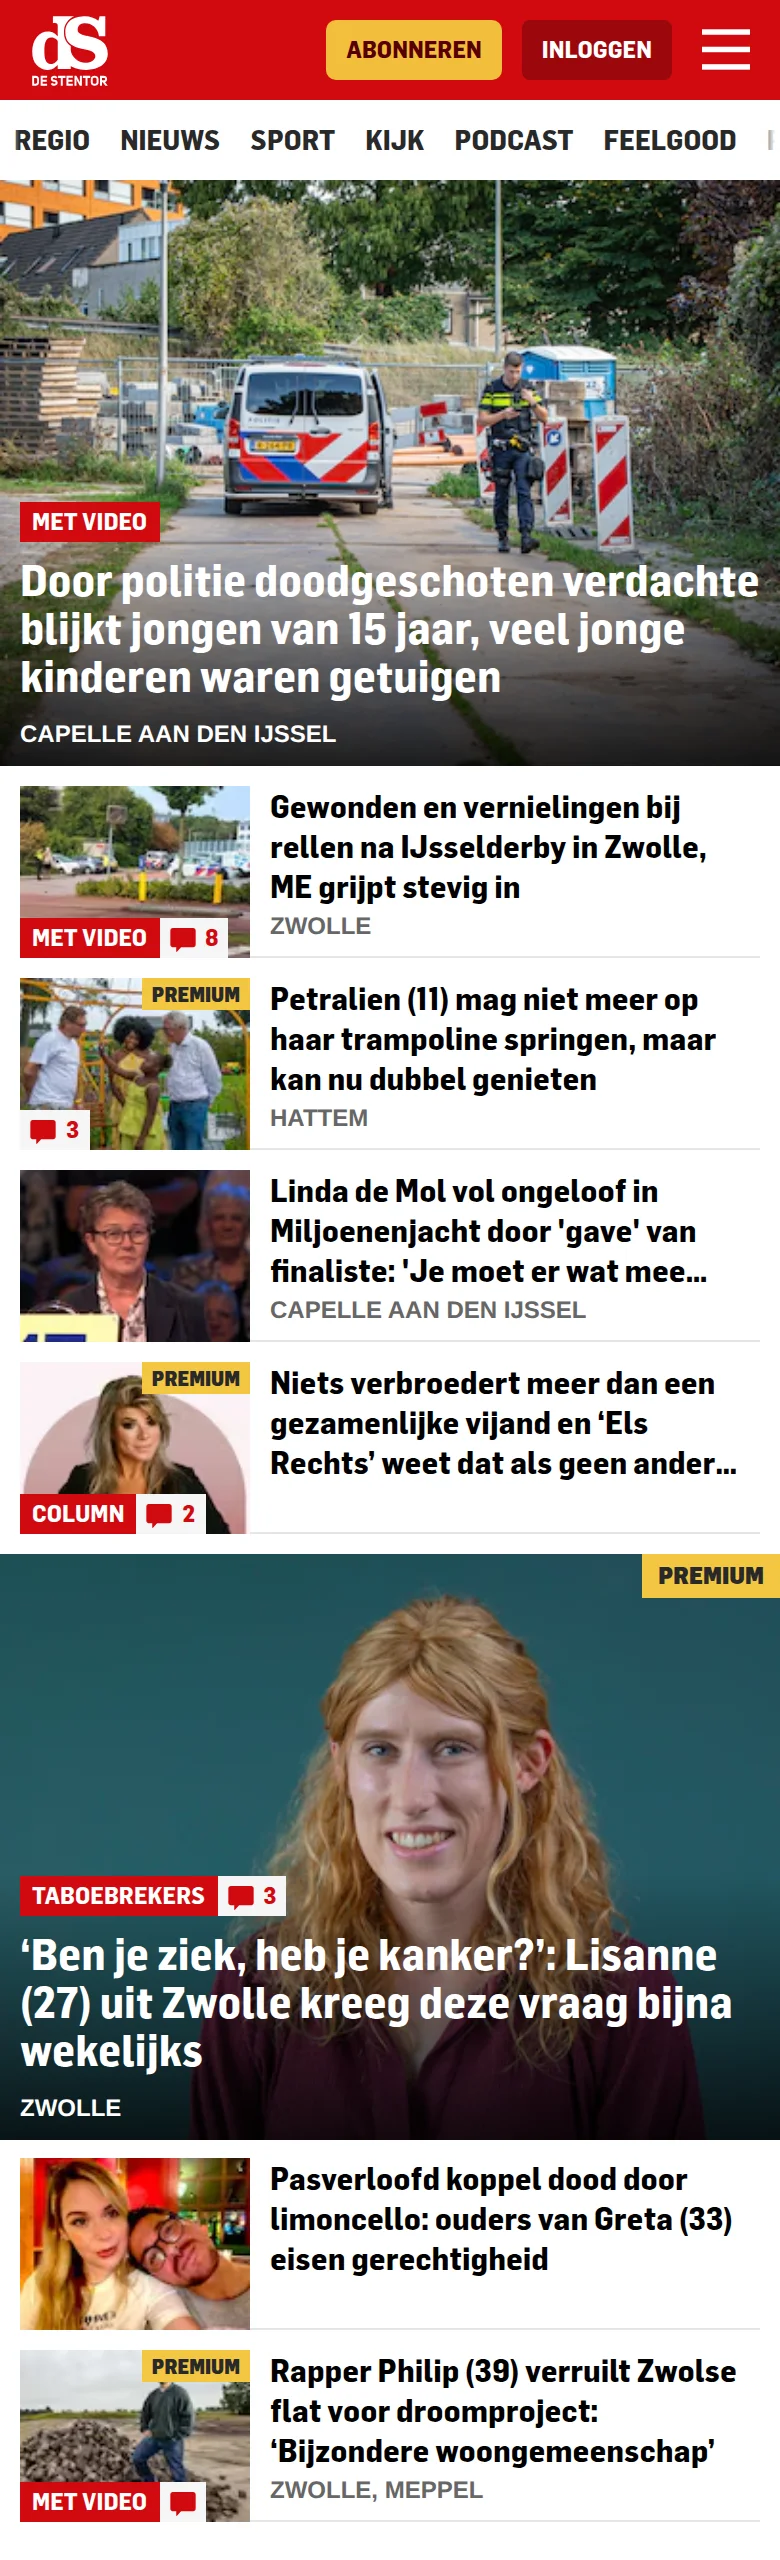 dS
DE STENTOR
ABONNEREN
INLOGGEN
REGIO NIEUWS SPORT KIJK PODCAST FEELGOOD
MET VIDEO
Door politie doodgeschoten verdachte
blijkt jongen van 15 jaar, veel jonge
kinderen waren getuigen
CAPELLE AAN DEN IJSSEL
Gewonden en vernielingen bij
rellen na IJsselderby in Zwolle,
ME grijpt stevig in
ZWOLLE
MET VIDEO 8
PREMIUM
Petralien (11) mag niet meer op
haar trampoline springen, maar
kan nu dubbel genieten
HATTEM
3
Linda de Mol vol ongeloof in
Miljoenenjacht door 'gave' van
finaliste: 'Je moet er wat mee...
CAPELLE AAN DEN IJSSEL
PREMIUM
Niets verbroedert meer dan een
gezamenlijke vijand en ‘Els
Rechts’ weet dat als geen ander...
COLUMN 2
PREMIUM
TABOEBREKERS 3
‘Ben je ziek, heb je kanker?’: Lisanne
(27) uit Zwolle kreeg deze vraag bijna
wekelijks
ZWOLLE
Pasverloofd koppel dood door
limoncello: ouders van Greta (33)
eisen gerechtigheid
PREMIUM
Rapper Philip (39) verruilt Zwolse
flat voor droomproject:
‘Bijzondere woongemeenschap’
ZWOLLE, MEPPEL
MET VIDEO